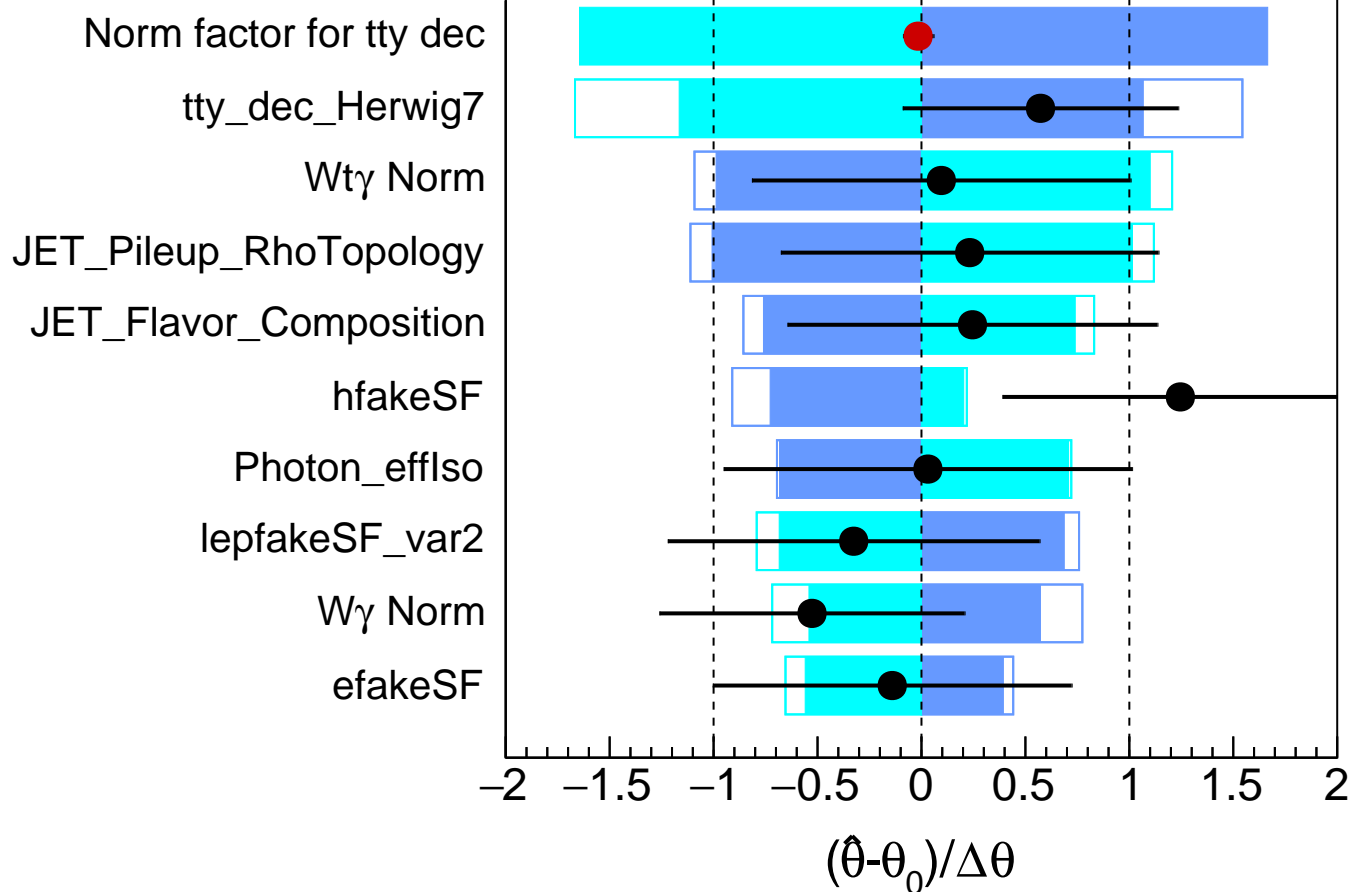 Norm factor for tty dec
tty_dec_Herwig7
Wtγ Norm
JET_Pileup_RhoTopology
JET_Flavor_Composition
hfakeSF
Photon_effIso
lepfakeSF_var2
Wγ Norm
efakeSF
−2 −1.5 −1 −0.5 0 0.5 1 1.5 2
(θ̂-θ₀)/Δθ